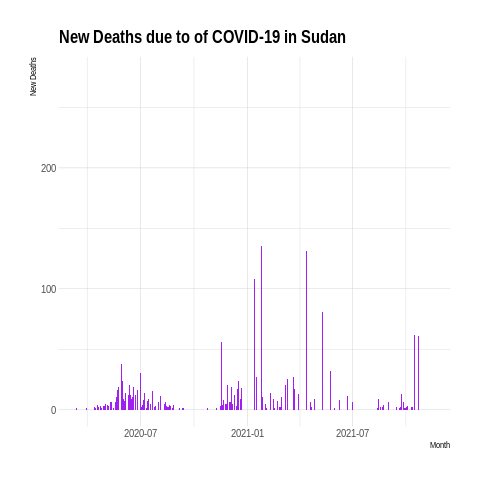 New Deaths due to of COVID-19 in Sudan
New Deaths
200
100
0
2020-07
2021-01
2021-07
Month